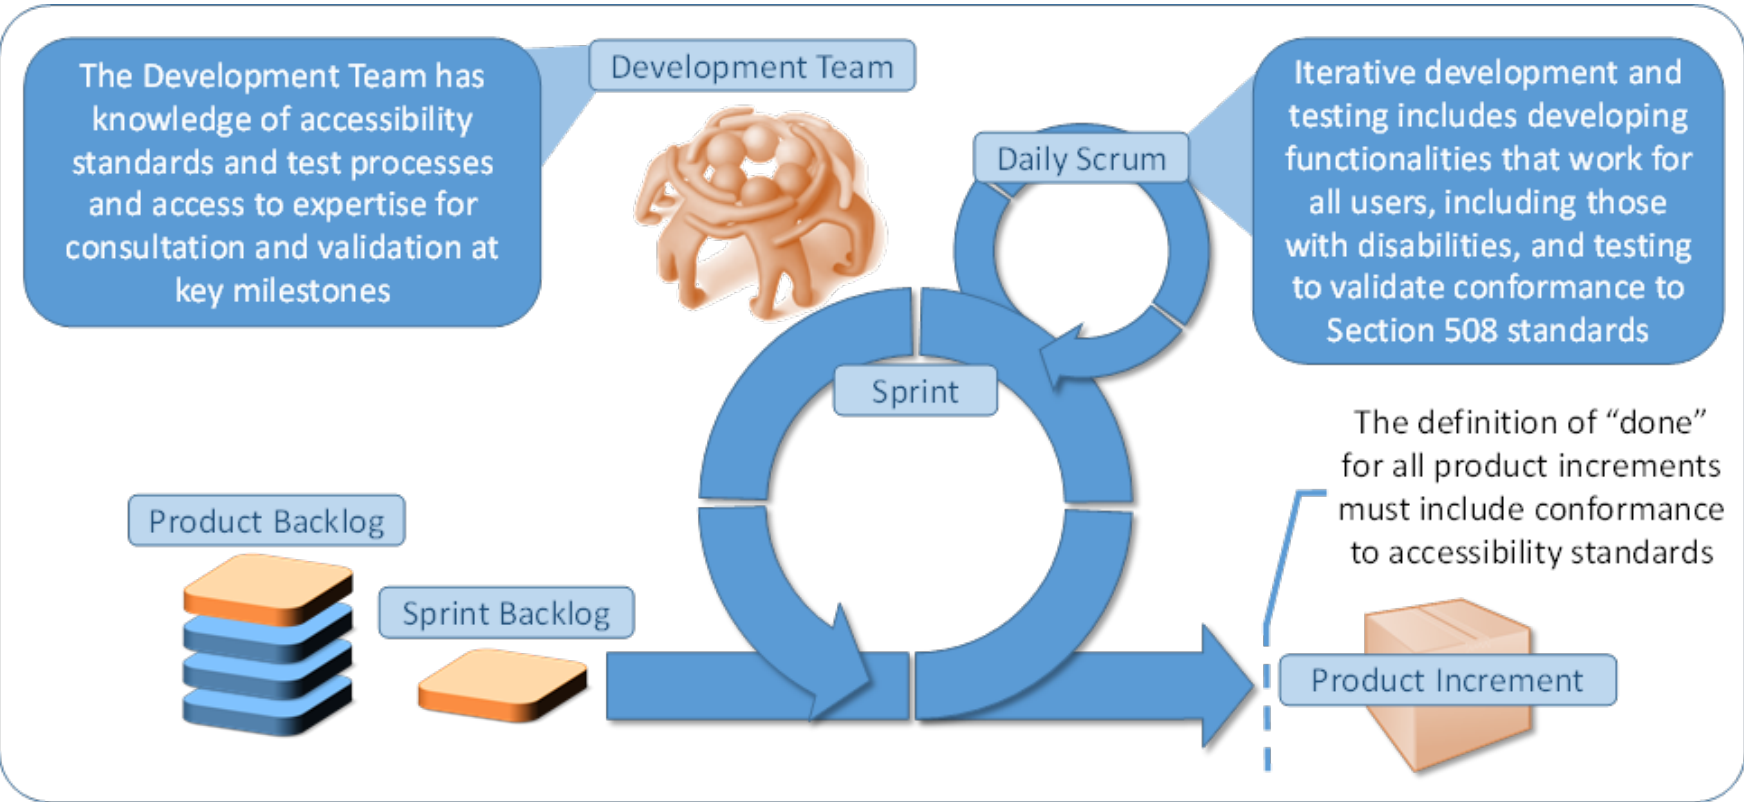 The Development Team has
knowledge of accessibility
standards and test processes
and access to expertise for
consultation and validation at
key milestones
Development Team
Daily Scrum
Iterative development and
testing includes developing
functionalities that work for
all users, including those
with disabilities, and testing
to validate conformance to
Section 508 standards
Sprint
The definition of “done”
for all product increments
must include conformance
to accessibility standards
Product Backlog
Sprint Backlog
Product Increment